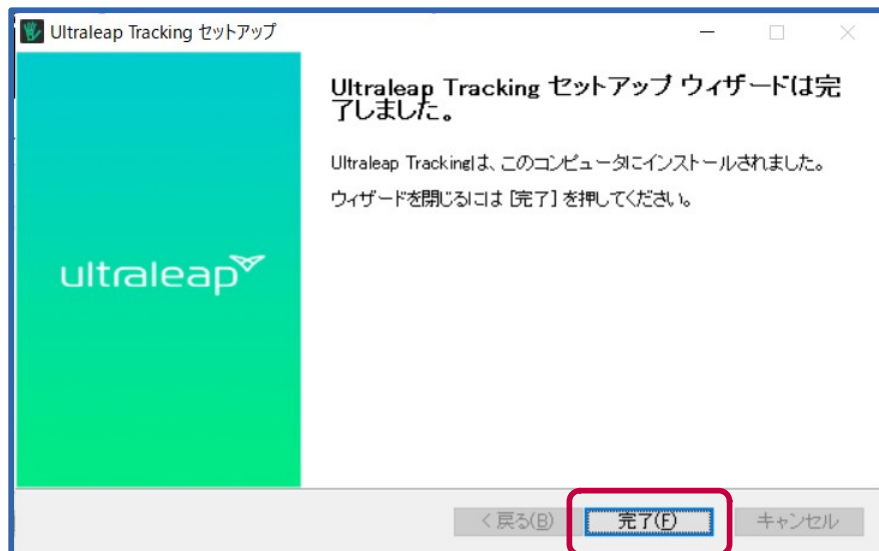 Ultraleap Tracking セットアップ
Ultraleap Tracking セットアップ ウィザードは完
了しました。
Ultraleap Trackingは、このコンピュータにインストールされました。
ウィザードを閉じるには [完了] を押してください。
ultraleap
< 戻る(B)
完了(F)
キャンセル